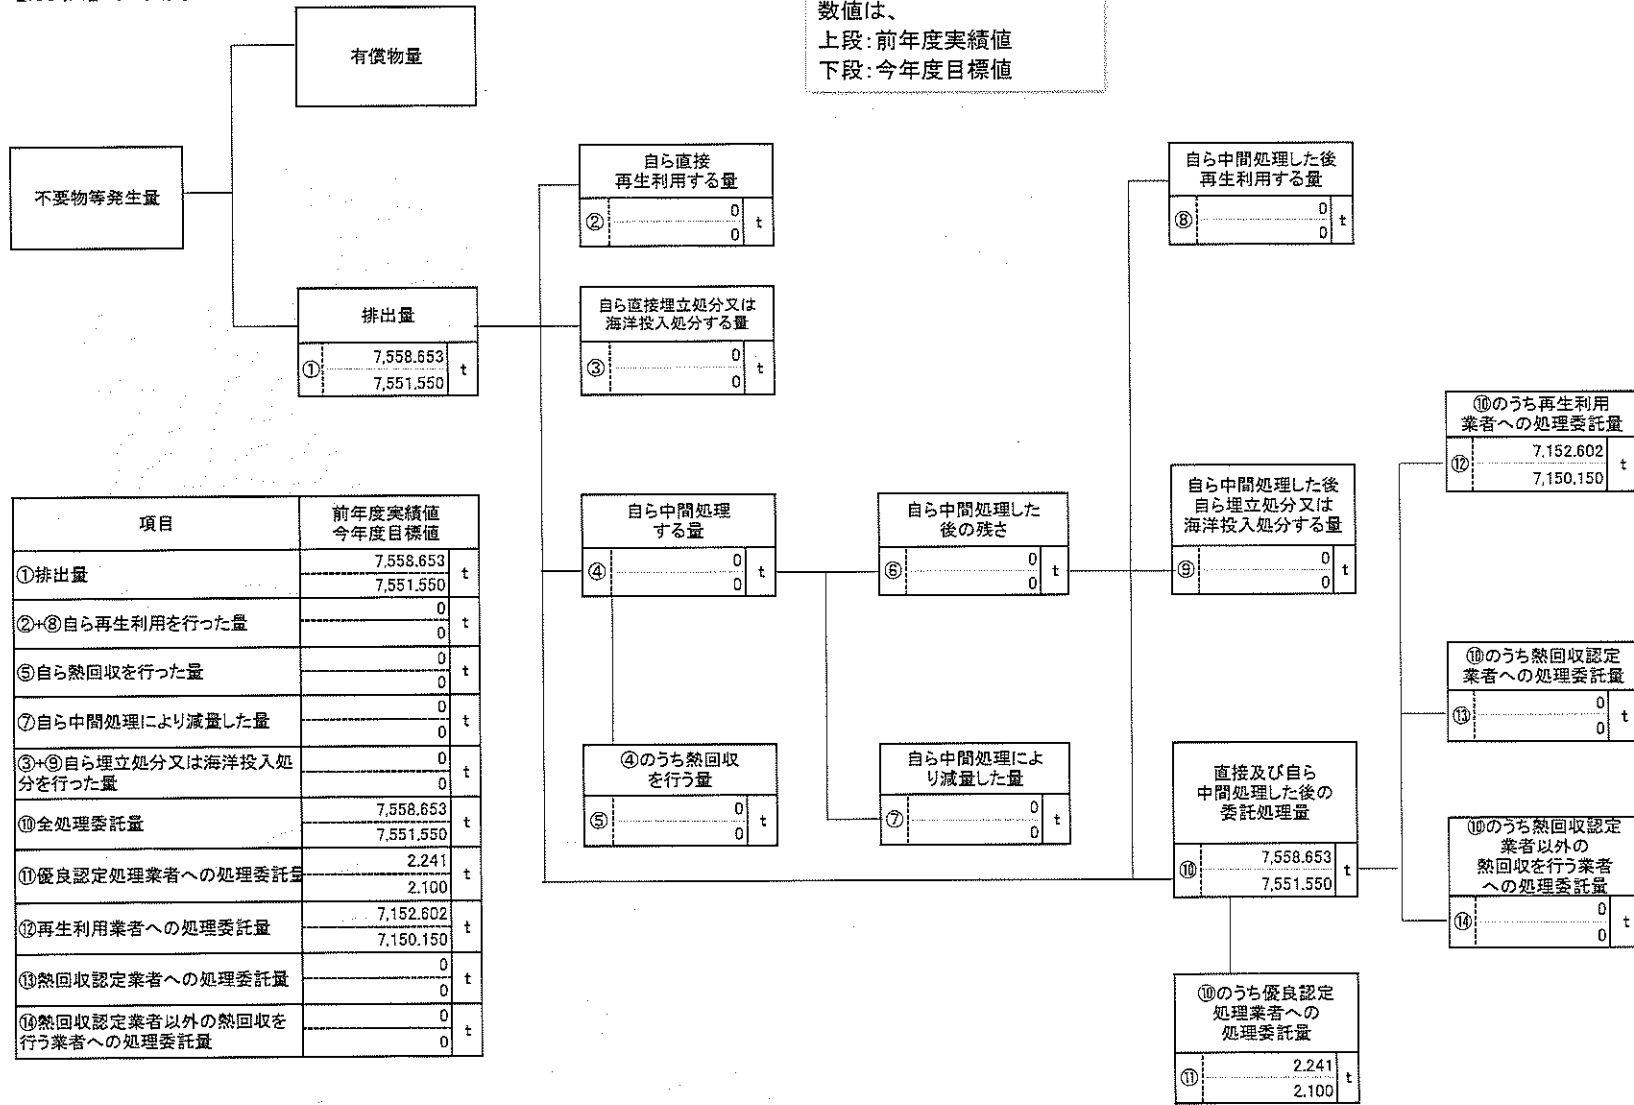 数値は、
上段：前年度実績値
下段：今年度目標値
有償物量
不要物等発生量
排出量
①
7,558.653
7,551.550
t
自ら直接
再生利用する量
②
0
0
t
自ら直接埋立処分又は
海洋投入処分する量
③
0
0
t
自ら中間処理
する量
④
0
0
t
④のうち熱回収
を行う量
⑤
0
0
t
自ら中間処理した
後の残さ
⑥
0
0
t
自ら中間処理によ
り減量した量
⑦
0
0
t
自ら中間処理した後
再生利用する量
⑧
0
0
t
自ら中間処理した後
自ら埋立処分又は
海洋投入処分する量
⑨
0
0
t
直接及び自ら
中間処理した後の
委託処理量
⑩
7,558.653
7,551.550
t
⑩のうち優良認定
処理業者への
処理委託量
⑪
2.241
2.100
t
⑩のうち再生利用
業者への処理委託量
⑫
7,152.602
7,150.150
t
⑩のうち熱回収認定
業者への処理委託量
⑬
0
0
t
⑩のうち熱回収認定
業者以外の
熱回収を行う業者
への処理委託量
⑭
0
0
t
項目
前年度実績値
今年度目標値
①排出量
7,558.653
7,551.550
t
②+⑧自ら再生利用を行った量
0
0
t
⑤自ら熱回収を行った量
0
0
t
⑦自ら中間処理により減量した量
0
0
t
③+⑨自ら埋立処分又は海洋投入処
分を行った量
0
0
t
⑩全処理委託量
7,558.653
7,551.550
t
⑪優良認定処理業者への処理委託量
2.241
2.100
t
⑫再生利用業者への処理委託量
7,152.602
7,150.150
t
⑬熱回収認定業者への処理委託量
0
0
t
⑭熱回収認定業者以外の熱回収を
行う業者への処理委託量
0
0
t